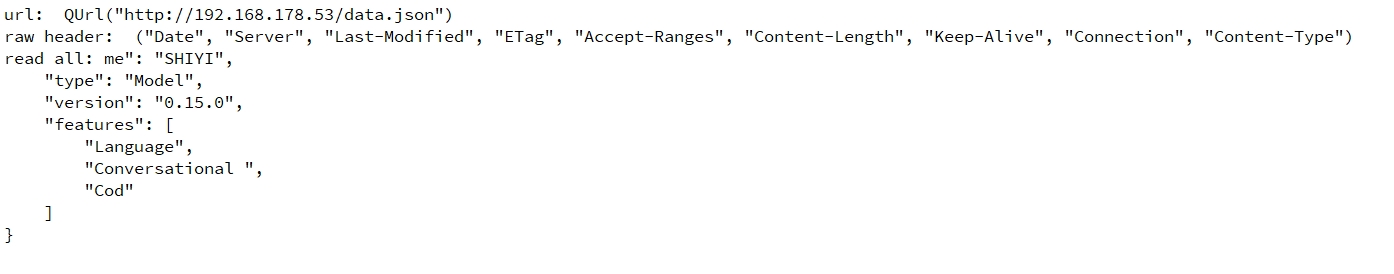 url:  QUrl("http://192.168.178.53/data.json")
raw header:  ("Date", "Server", "Last-Modified", "ETag", "Accept-Ranges", "Content-Length", "Keep-Alive", "Connection", "Content-Type")
read all: me": "SHIYI",
    "type": "Model",
    "version": "0.15.0",
    "features": [
        "Language",
        "Conversational ",
        "Cod"
    ]
}